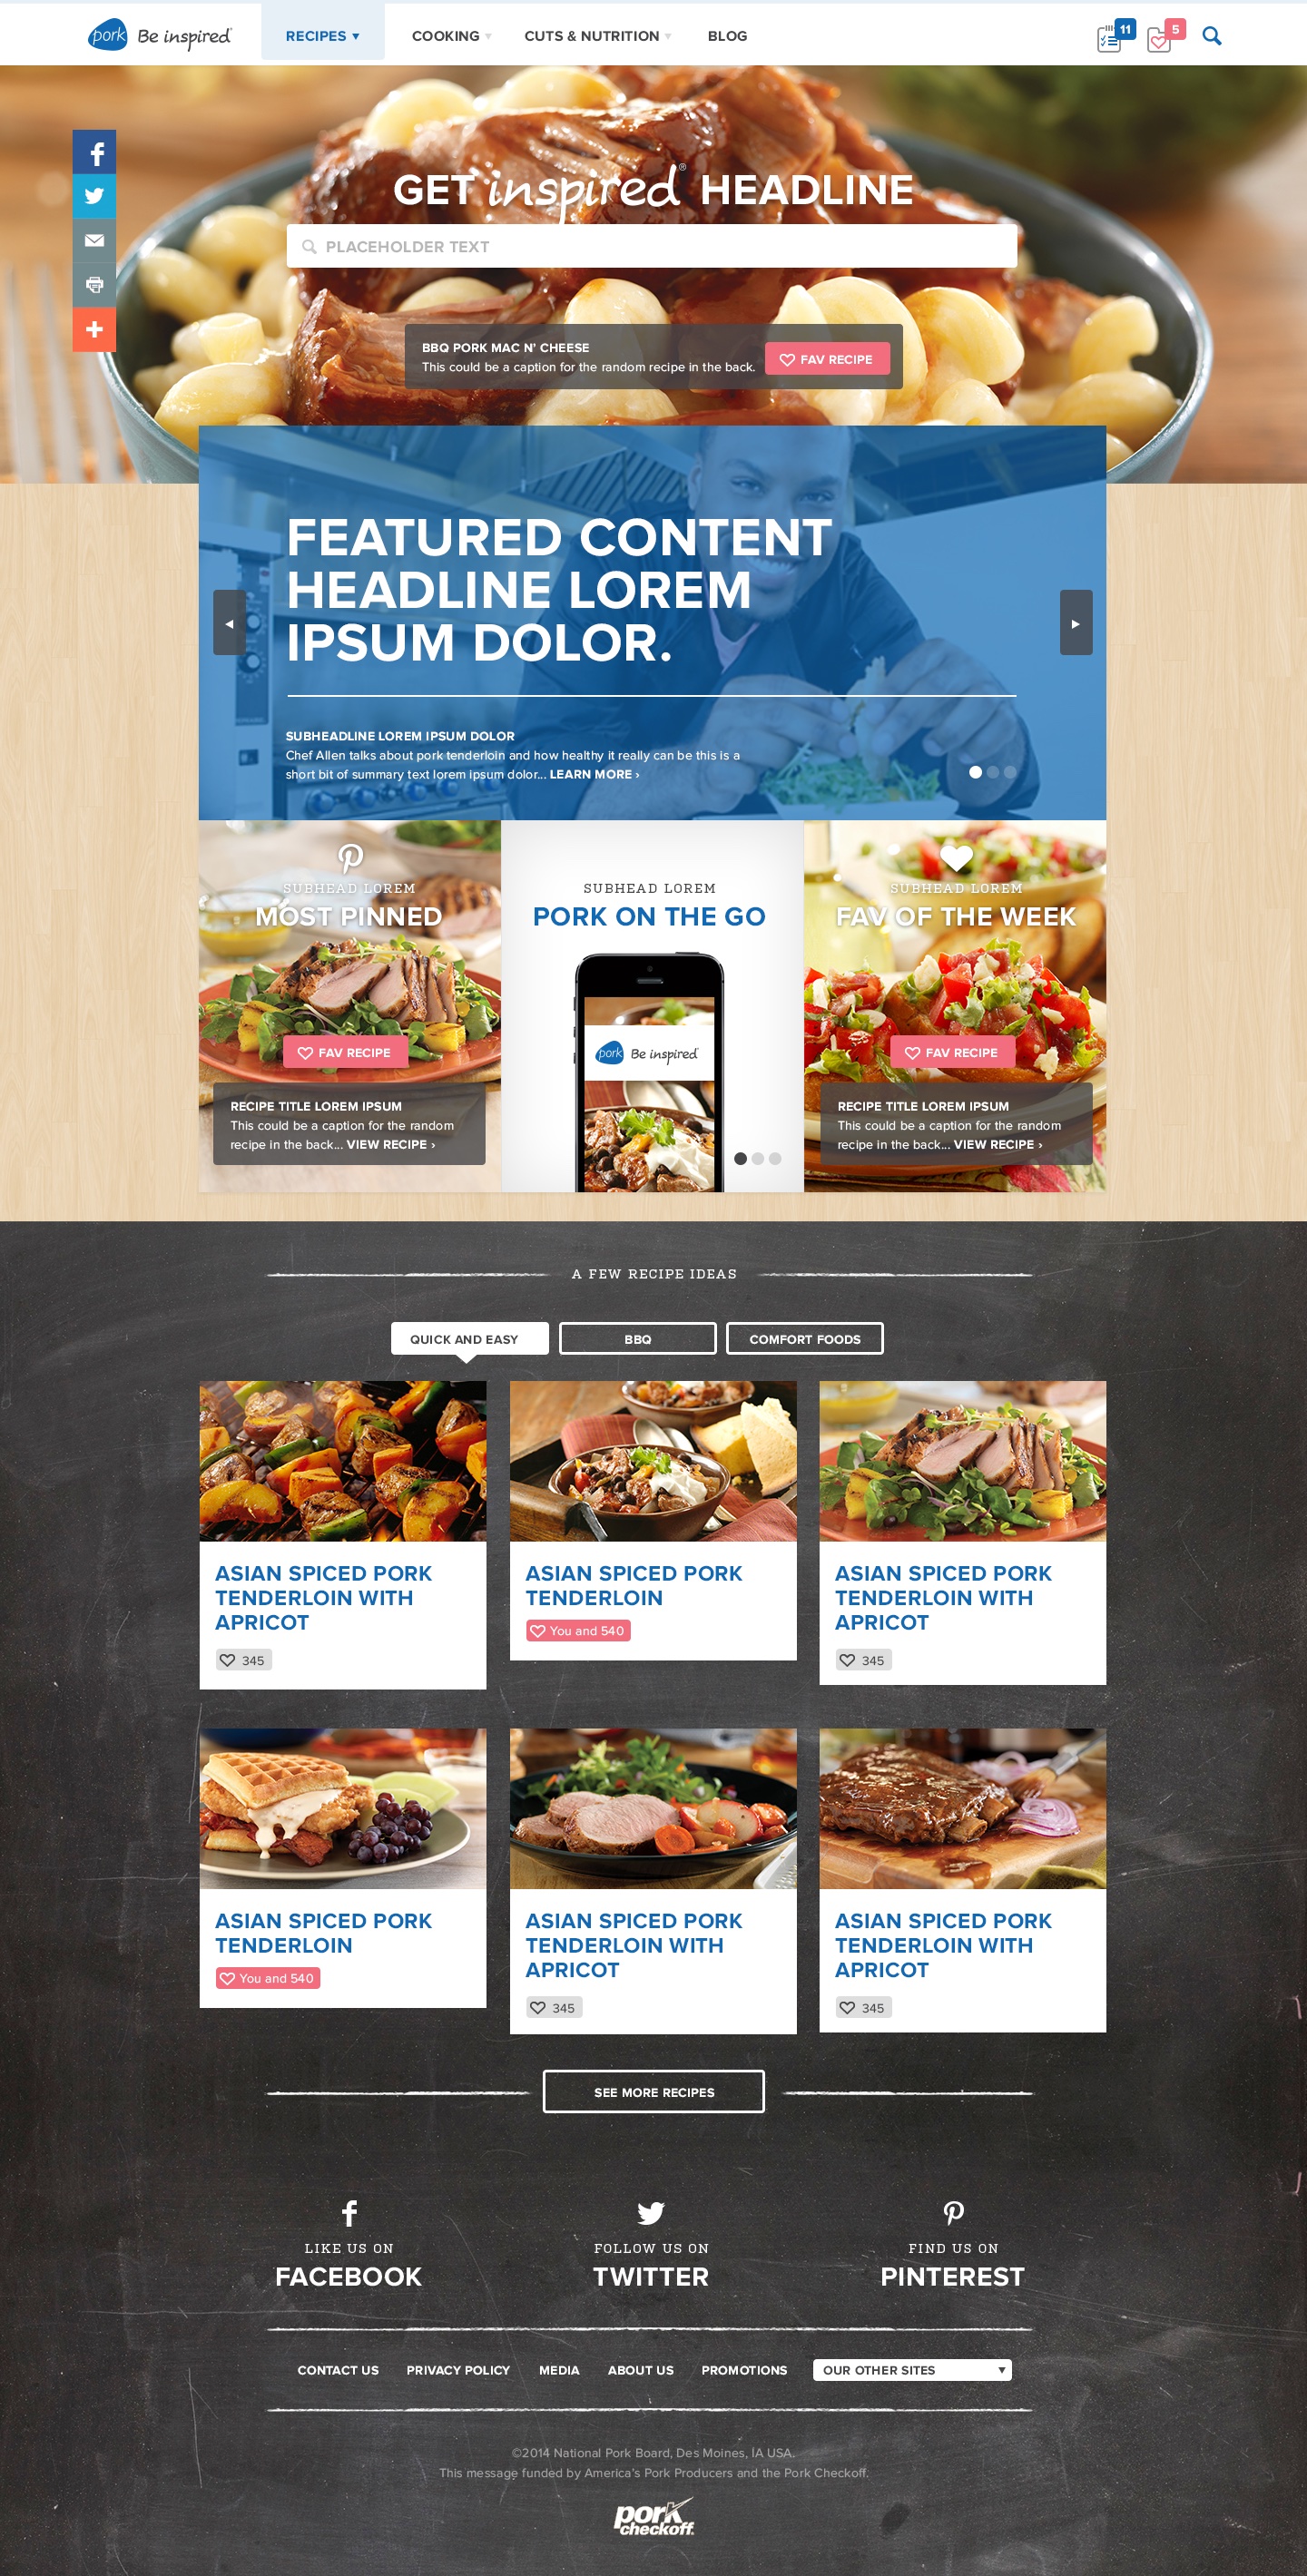 pork Be inspired®
RECIPES ▾
COOKING ▾
CUTS & NUTRITION ▾
BLOG
11
5
GET inspired® HEADLINE
PLACEHOLDER TEXT
BBQ PORK MAC N' CHEESE
This could be a caption for the random recipe in the back.
FAV RECIPE
FEATURED CONTENT
HEADLINE LOREM
IPSUM DOLOR.
SUBHEADLINE LOREM IPSUM DOLOR
Chef Allen talks about pork tenderloin and how healthy it really can be this is a
short bit of summary text lorem ipsum dolor... LEARN MORE ›
SUBHEAD LOREM
MOST PINNED
FAV RECIPE
RECIPE TITLE LOREM IPSUM
This could be a caption for the random
recipe in the back... VIEW RECIPE ›
SUBHEAD LOREM
PORK ON THE GO
pork Be inspired
SUBHEAD LOREM
FAV OF THE WEEK
FAV RECIPE
RECIPE TITLE LOREM IPSUM
This could be a caption for the random
recipe in the back... VIEW RECIPE ›
A FEW RECIPE IDEAS
QUICK AND EASY
BBQ
COMFORT FOODS
ASIAN SPICED PORK
TENDERLOIN WITH
APRICOT
345
ASIAN SPICED PORK
TENDERLOIN
You and 540
ASIAN SPICED PORK
TENDERLOIN WITH
APRICOT
345
ASIAN SPICED PORK
TENDERLOIN
You and 540
ASIAN SPICED PORK
TENDERLOIN WITH
APRICOT
345
ASIAN SPICED PORK
TENDERLOIN WITH
APRICOT
345
SEE MORE RECIPES
LIKE US ON
FACEBOOK
FOLLOW US ON
TWITTER
FIND US ON
PINTEREST
CONTACT US
PRIVACY POLICY
MEDIA
ABOUT US
PROMOTIONS
OUR OTHER SITES
©2014 National Pork Board, Des Moines, IA USA.
This message funded by America's Pork Producers and the Pork Checkoff.
pork
checkoff.